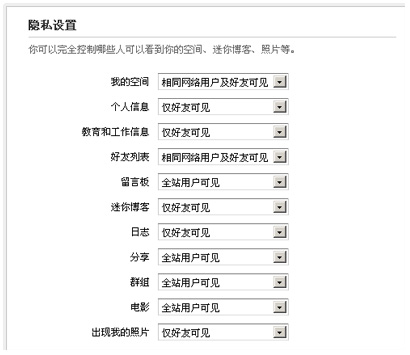 隐私设置
你可以完全控制哪些人可以看到你的空间、迷你博客、照片等。
我的空间 相同网络用户及好友可见
个人信息 仅好友可见
教育和工作信息 仅好友可见
好友列表 相同网络用户及好友可见
留言板 全站用户可见
迷你博客 仅好友可见
日志 仅好友可见
分享 全站用户可见
群组 全站用户可见
电影 全站用户可见
出现我的照片 仅好友可见